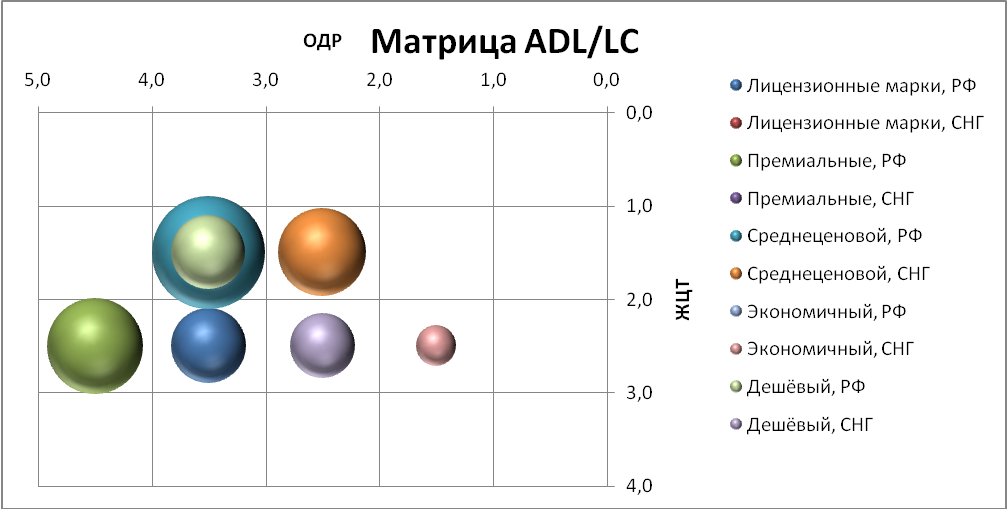 ОДР Матрица ADL/LC
5,0 4,0 3,0 2,0 1,0 0,0
0,0
1,0
2,0
3,0
4,0
ЖЦТ
Лицензионные марки, РФ
Лицензионные марки, СНГ
Премиальные, РФ
Премиальные, СНГ
Среднеценовой, РФ
Среднеценовой, СНГ
Экономичный, РФ
Экономичный, СНГ
Дешёвый, РФ
Дешёвый, СНГ